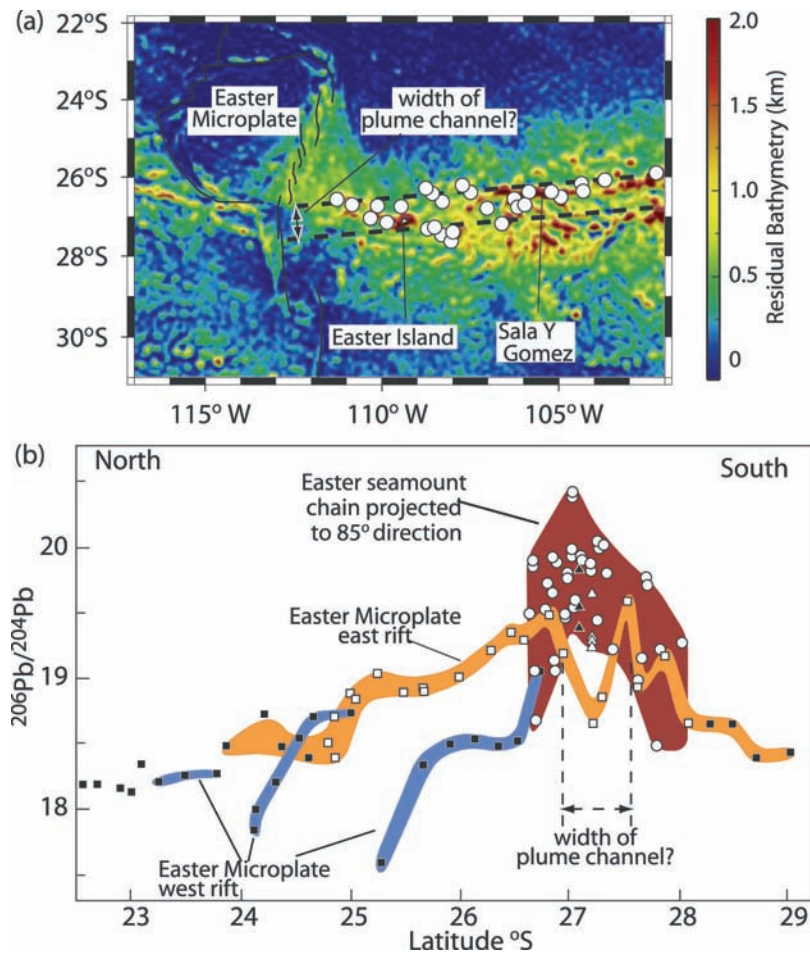 (a)
22°S
24°S
26°S
28°S
30°S
115°W
110°W
105°W
Easter
Microplate
width of
plume channel?
Easter Island
Sala Y
Gomez
2.0
1.5
1.0
0.5
0
Residual Bathymetry (km)
(b)
North
South
Easter seamount
chain projected
to 85° direction
Easter Microplate
east rift
Easter Microplate
west rift
width of
plume channel?
20
19
18
²⁰⁶Pb/²⁰⁴Pb
23
24
25
26
27
28
29
Latitude °S